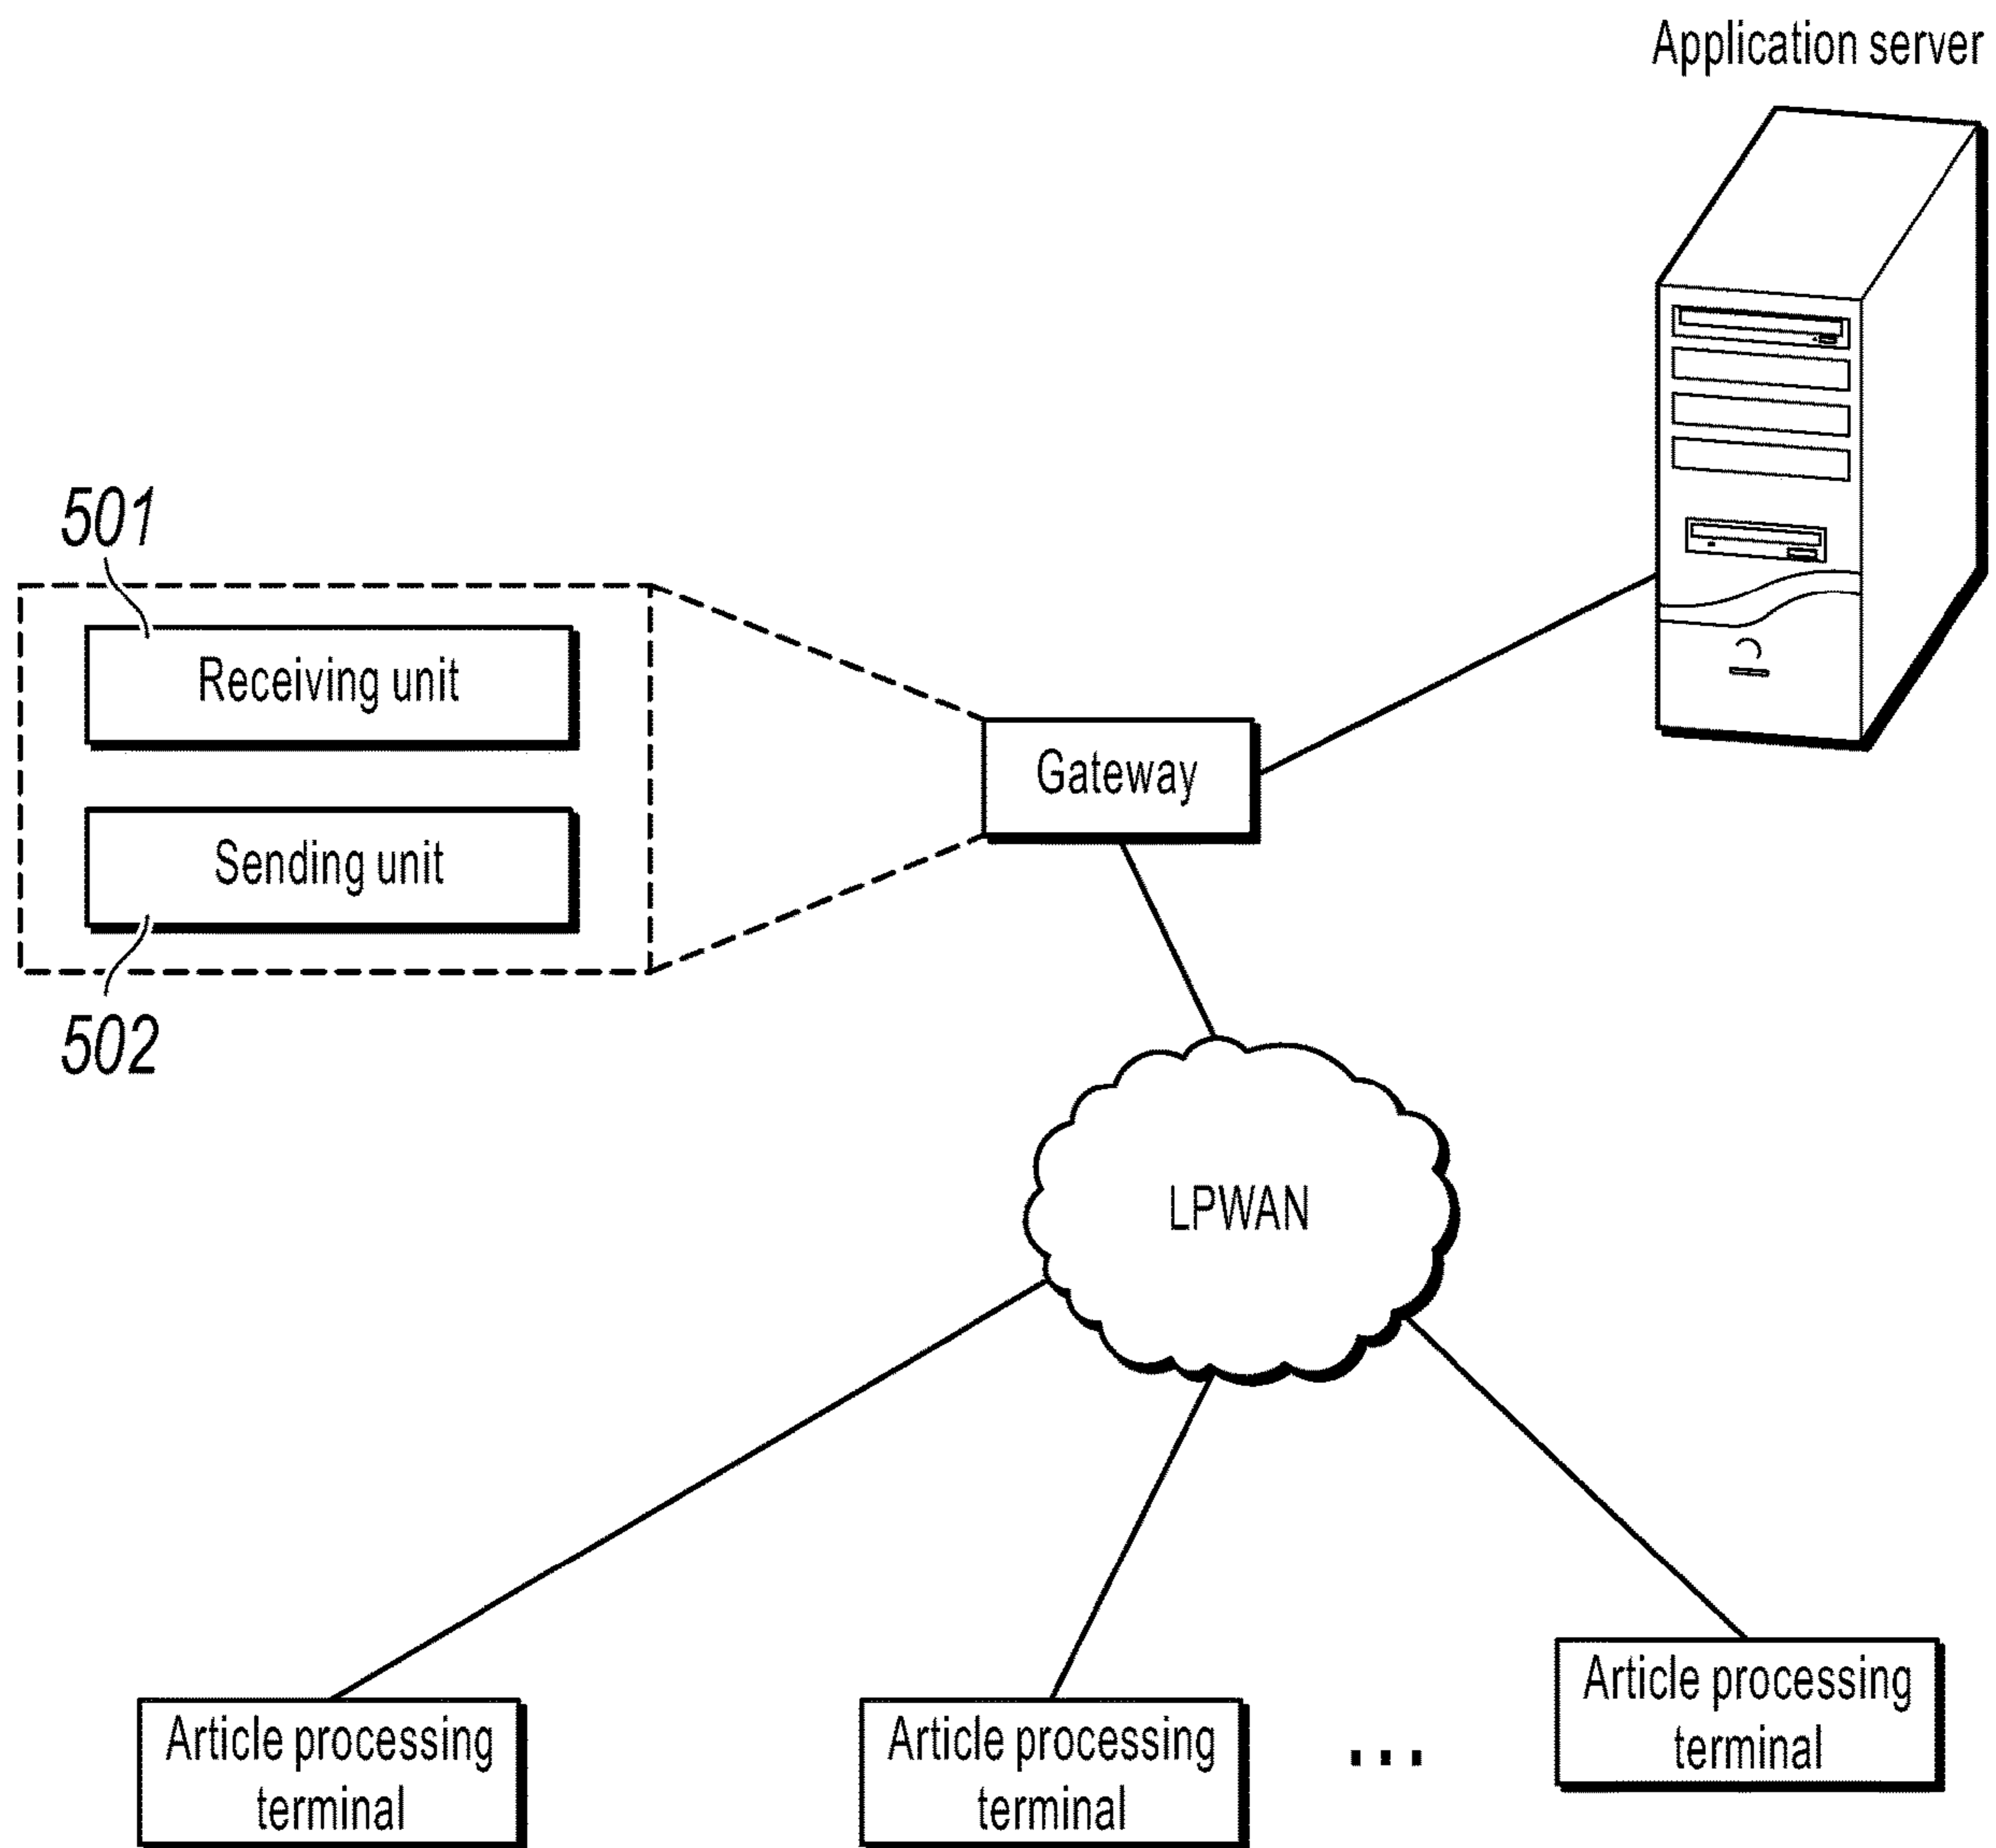 Application server
501
Receiving unit
Gateway
Sending unit
502
LPWAN
Article processing
terminal
Article processing
terminal
...
Article processing
terminal